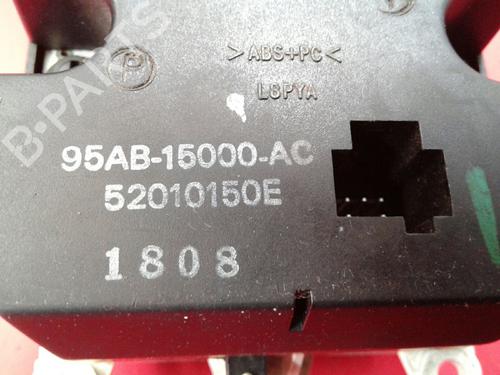 >ABS+PC<
P
L8PYA
95AB-15000-AC
52010150E
1808
B-PARTS